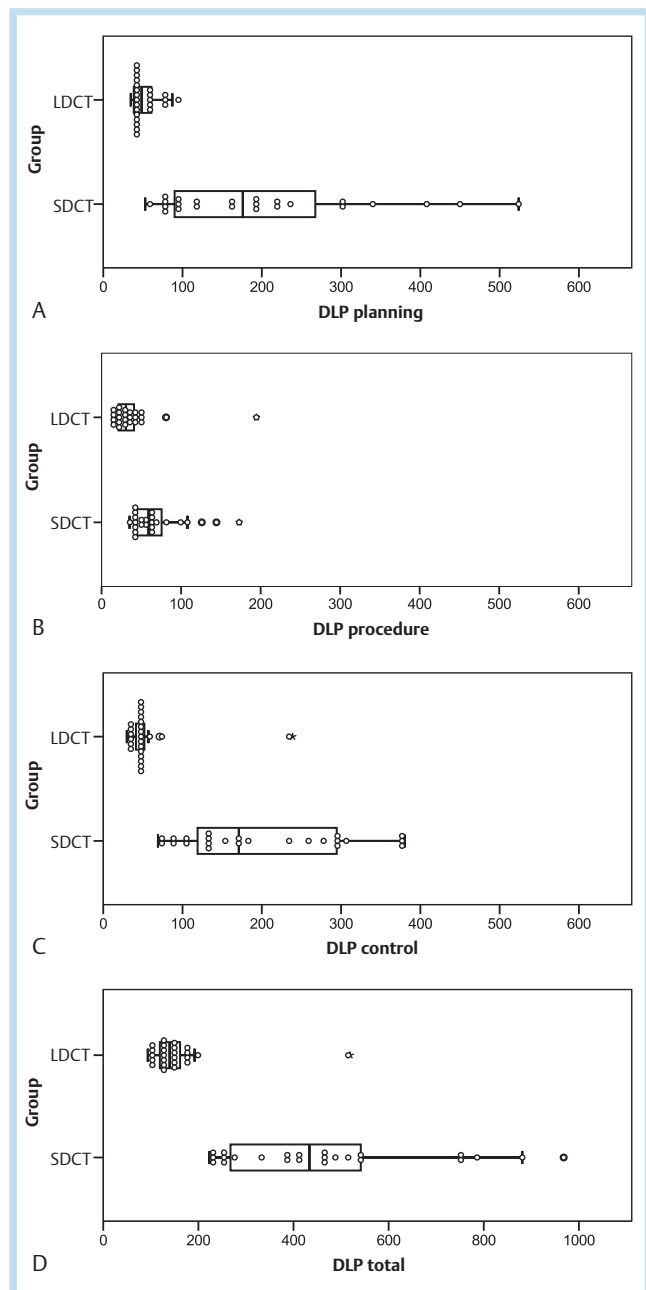 LDCT
Group
SDCT
0 100 200 300 400 500 600
A
DLP planning
LDCT
Group
SDCT
0 100 200 300 400 500 600
B
DLP procedure
LDCT
Group
SDCT
0 100 200 300 400 500 600
C
DLP control
LDCT
Group
SDCT
0 200 400 600 800 1000
D
DLP total